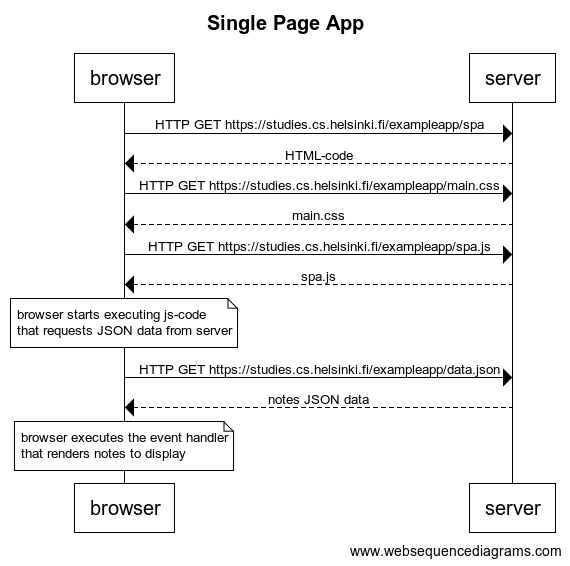 Single Page App
browser
server
HTTP GET https://studies.cs.helsinki.fi/exampleapp/spa
HTML-code
HTTP GET https://studies.cs.helsinki.fi/exampleapp/main.css
main.css
HTTP GET https://studies.cs.helsinki.fi/exampleapp/spa.js
spa.js
browser starts executing js-code
that requests JSON data from server
HTTP GET https://studies.cs.helsinki.fi/exampleapp/data.json
notes JSON data
browser executes the event handler
that renders notes to display
browser
server
www.websequencediagrams.com